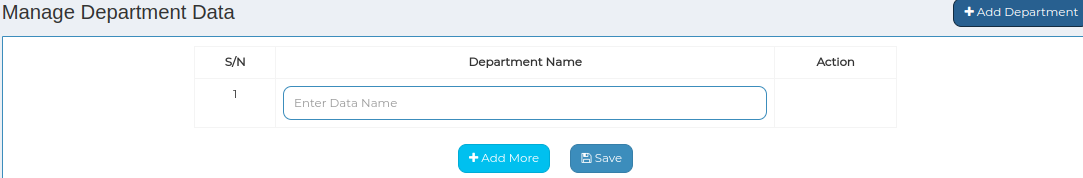 Manage Department Data
Add Department
S/N Department Name Action
1 Enter Data Name
Add More Save